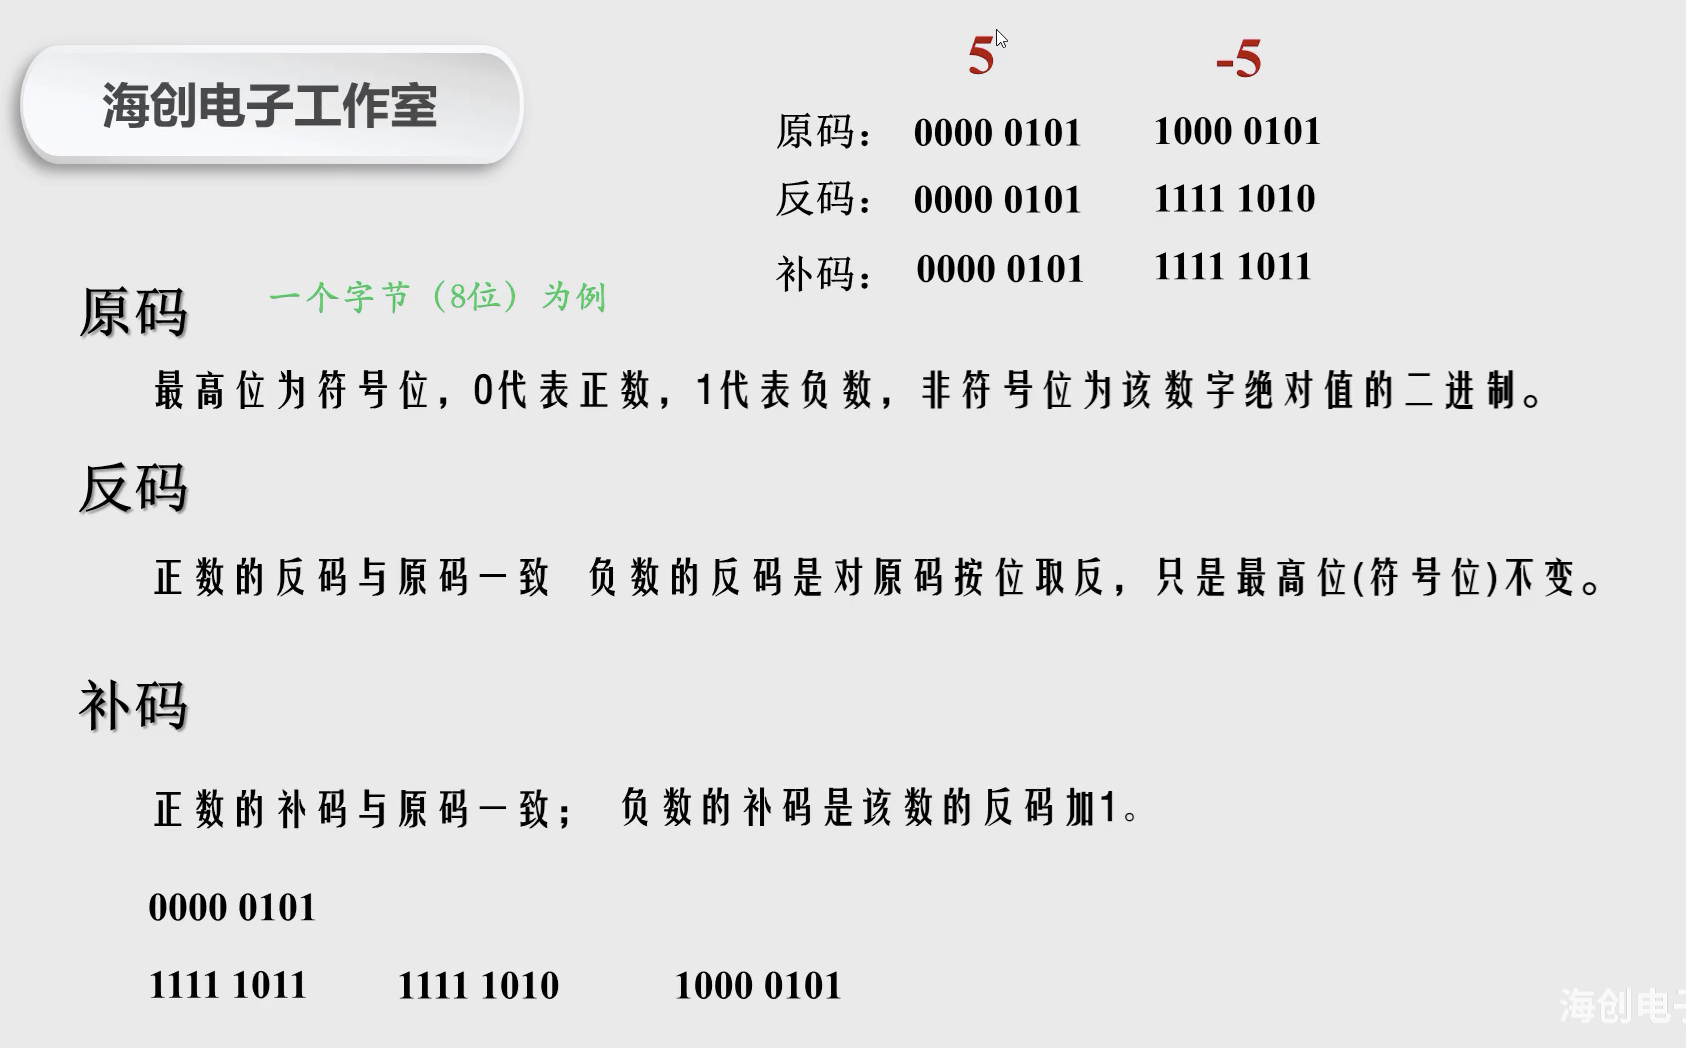 海创电子工作室
5 -5
原码： 0000 0101 1000 0101
反码： 0000 0101 1111 1010
补码： 0000 0101 1111 1011
原码 一个字节（8位）为例
最高位为符号位，0代表正数，1代表负数，非符号位为该数字绝对值的二进制。
反码
正数的反码与原码一致 负数的反码是对原码按位取反，只是最高位(符号位)不变。
补码
正数的补码与原码一致； 负数的补码是该数的反码加1。
0000 0101
1111 1011 1111 1010 1000 0101
海创电子